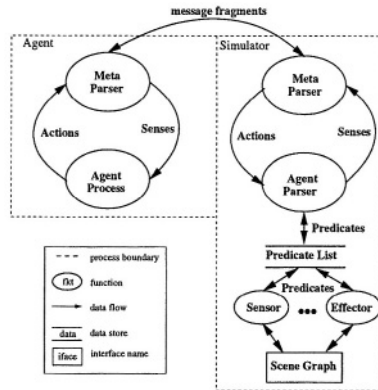 message fragments
Agent
Simulator
Meta
Parser
Meta
Parser
Actions
Senses
Actions
Senses
Agent
Process
Agent
Parser
Predicates
Predicate List
Predicates
Sensor
Effector
Scene Graph
process boundary
fkt
function
data flow
data
data store
iface
interface name